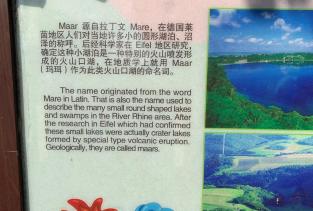 Maar 源自拉丁文 Mare，在德国莱
茵地区人们对当地许多小的圆形湖泊、沼
泽的称呼。后经科学家在 Eifel 地区研究，
确定这种小湖泊是一种特别的火山喷发形
成的火山口湖，在地质学上就用 Maar
（玛珥）作为此类火山口湖的命名词。
The name originated from the word
Mare in Latin. That is also the name used to
describe the many small round shaped lakes
and swamps in the River Rhine area. After
the research in Eifel which had confirmed
these small lakes were actually crater lakes
formed by special type volcanic eruption.
Geologically, they are called maars.